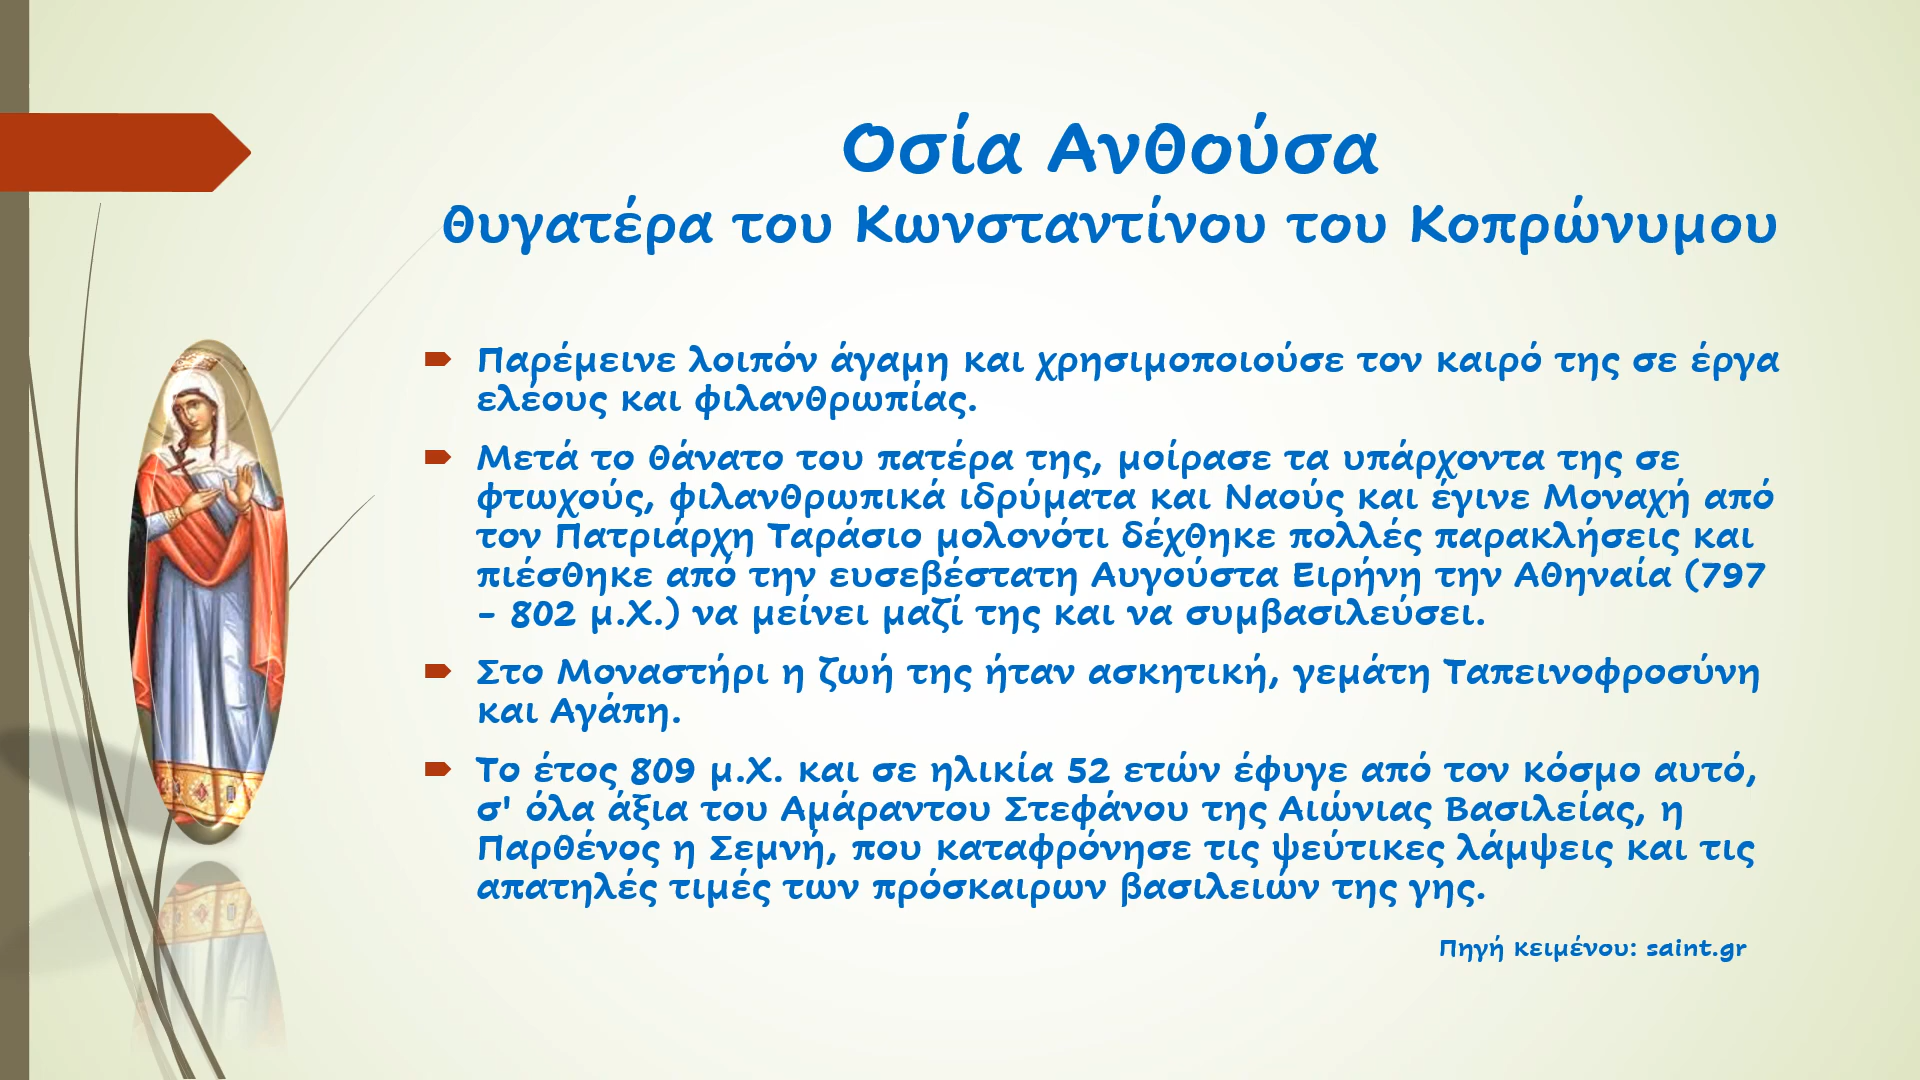 Οσία Ανθούσα
θυγατέρα του Κωνσταντίνου του Κοπρώνυμου
Παρέμεινε λοιπόν άγαμη και χρησιμοποιούσε τον καιρό της σε έργα
ελέους και φιλανθρωπίας.
Μετά το θάνατο του πατέρα της, μοίρασε τα υπάρχοντα της σε
φτωχούς, φιλανθρωπικά ιδρύματα και Ναούς και έγινε Μοναχή από
τον Πατριάρχη Ταράσιο μολονότι δέχθηκε πολλές παρακλήσεις και
πιέσθηκε από την ευσεβέστατη Αυγούστα Ειρήνη την Αθηναία (797
– 802 μ.Χ.) να μείνει μαζί της και να συμβασιλεύσει.
Στο Μοναστήρι η ζωή της ήταν ασκητική, γεμάτη Ταπεινοφροσύνη
και Αγάπη.
Το έτος 809 μ.Χ. και σε ηλικία 52 ετών έφυγε από τον κόσμο αυτό,
σ' όλα άξια του Αμάραντου Στεφάνου της Αιώνιας Βασιλείας, η
Παρθένος η Σεμνή, που καταφρόνησε τις ψεύτικες λάμψεις και τις
απατηλές τιμές των πρόσκαιρων βασιλειών της γης.
Πηγή κειμένου: saint.gr